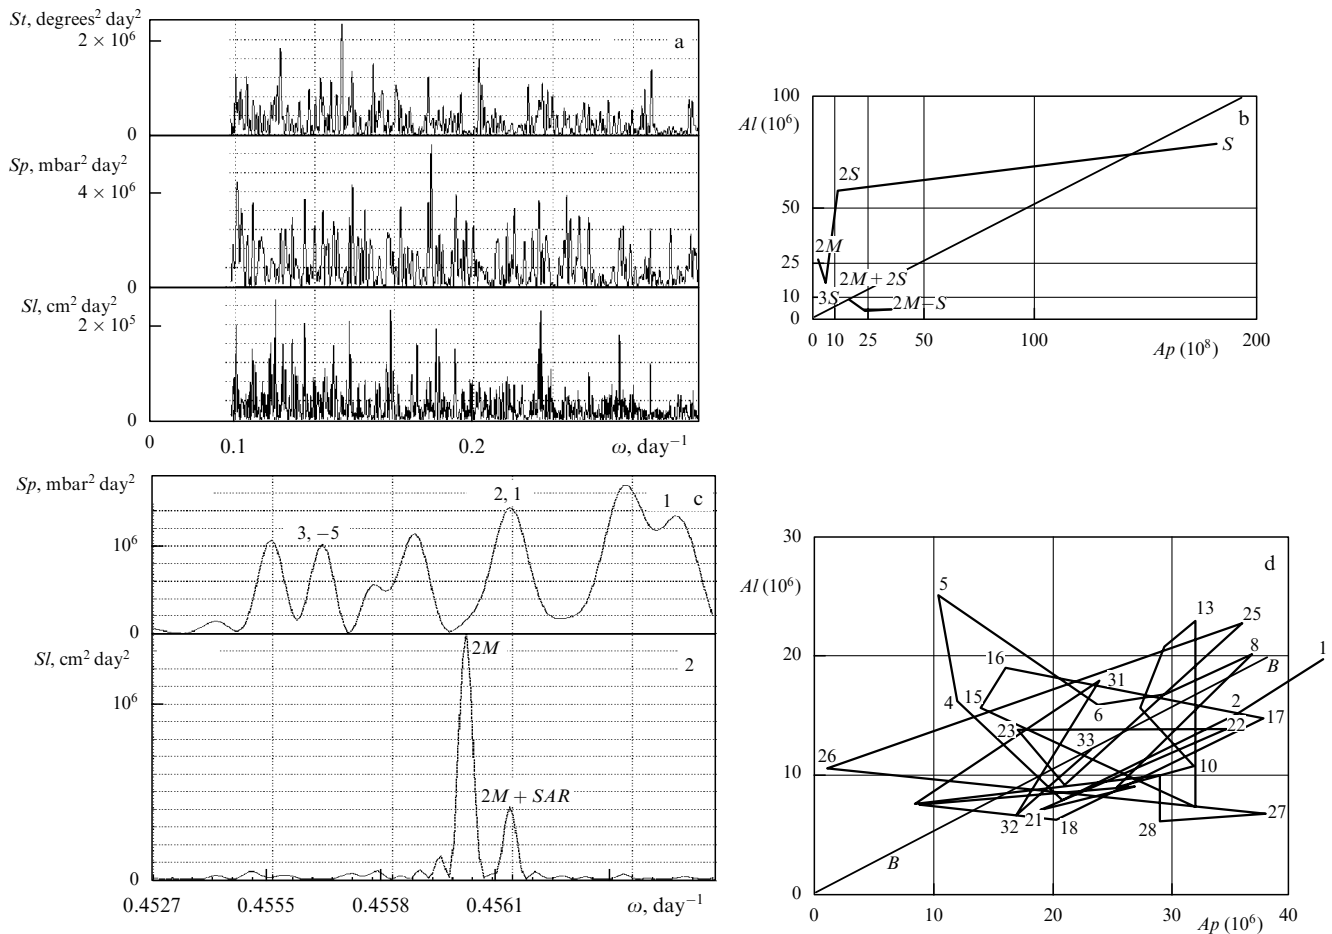 St, degrees² day²
2 × 10⁶
a
0
Sp, mbar² day²
4 × 10⁶
0
Sl, cm² day²
2 × 10⁵
0
0
0.1
0.2
ω, day⁻¹
100
Al (10⁶)
b
S
2S
50
2M
25
2M + 2S
10
3S
2M − S
0
0
10
25
50
100
200
Ap (10⁸)
Sp, mbar² day²
2, 1
1
c
3, −5
10⁶
0
Sl, cm² day²
2M
2
10⁶
2M + SAR
0
0.4527
0.4555
0.4558
0.4561
ω, day⁻¹
30
d
Al (10⁶)
5
13
25
20
16
8
1
B
31
4
15
6
2
17
23
22
33
26
10
10
32
21
18
28
27
B
0
0
10
20
30
40
Ap (10⁶)